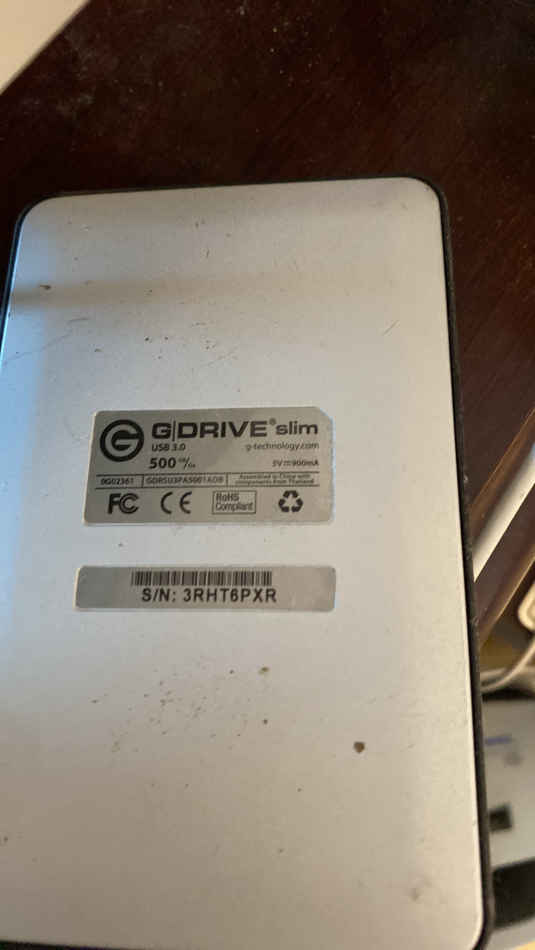 G|DRIVE® slim
USB 3.0 g-technology.com
500 GB/Go 5V⎓900mA
0G02361 GDRSU3PA5001ADB Assembled in China with
components from Thailand
FC CE RoHS
Compliant
S/N: 3RHT6PXR